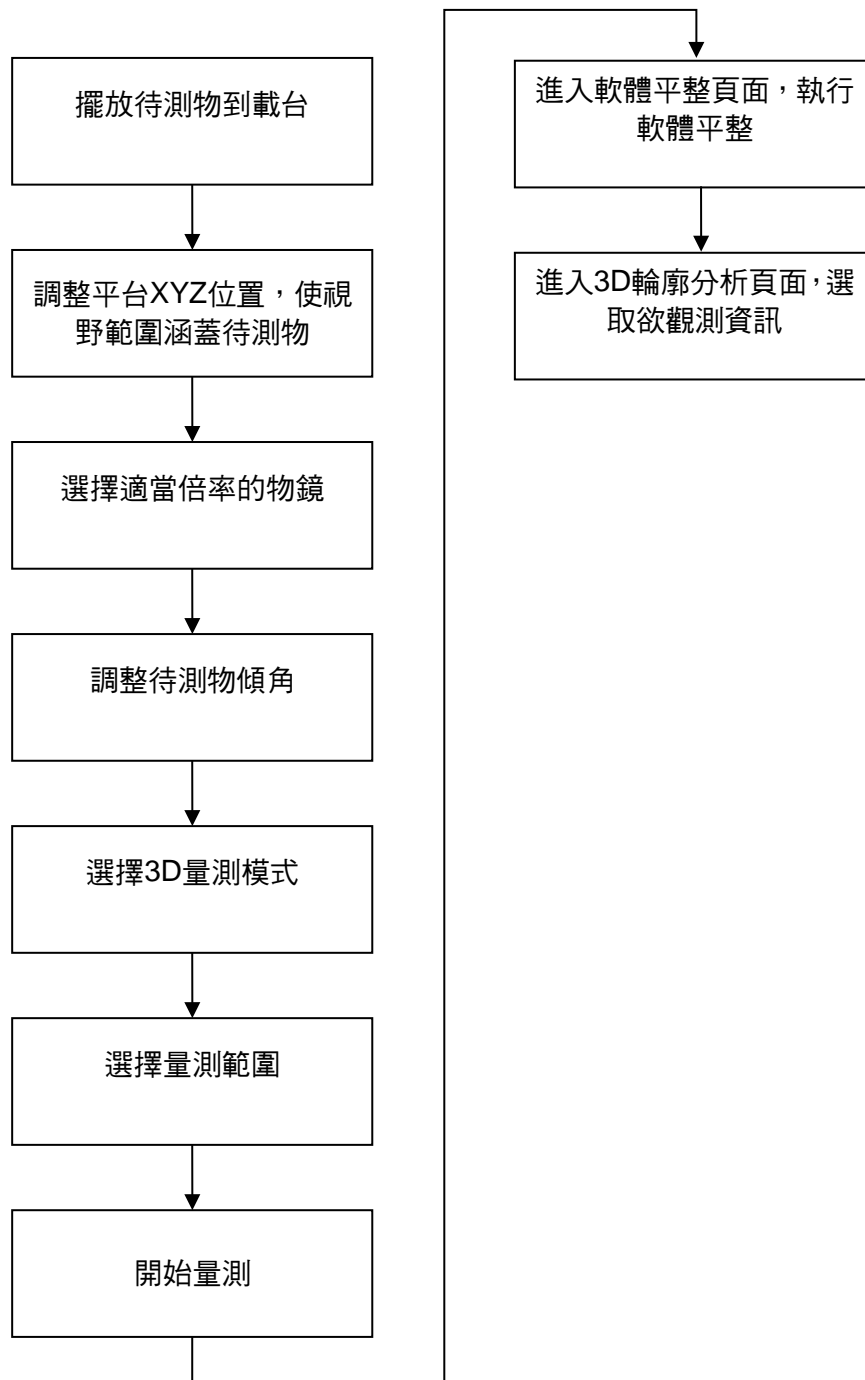 擺放待測物到載台
調整平台XYZ位置，使視
野範圍涵蓋待測物
選擇適當倍率的物鏡
調整待測物傾角
選擇3D量測模式
選擇量測範圍
開始量測
進入軟體平整頁面，執行
軟體平整
進入3D輪廓分析頁面，選
取欲觀測資訊